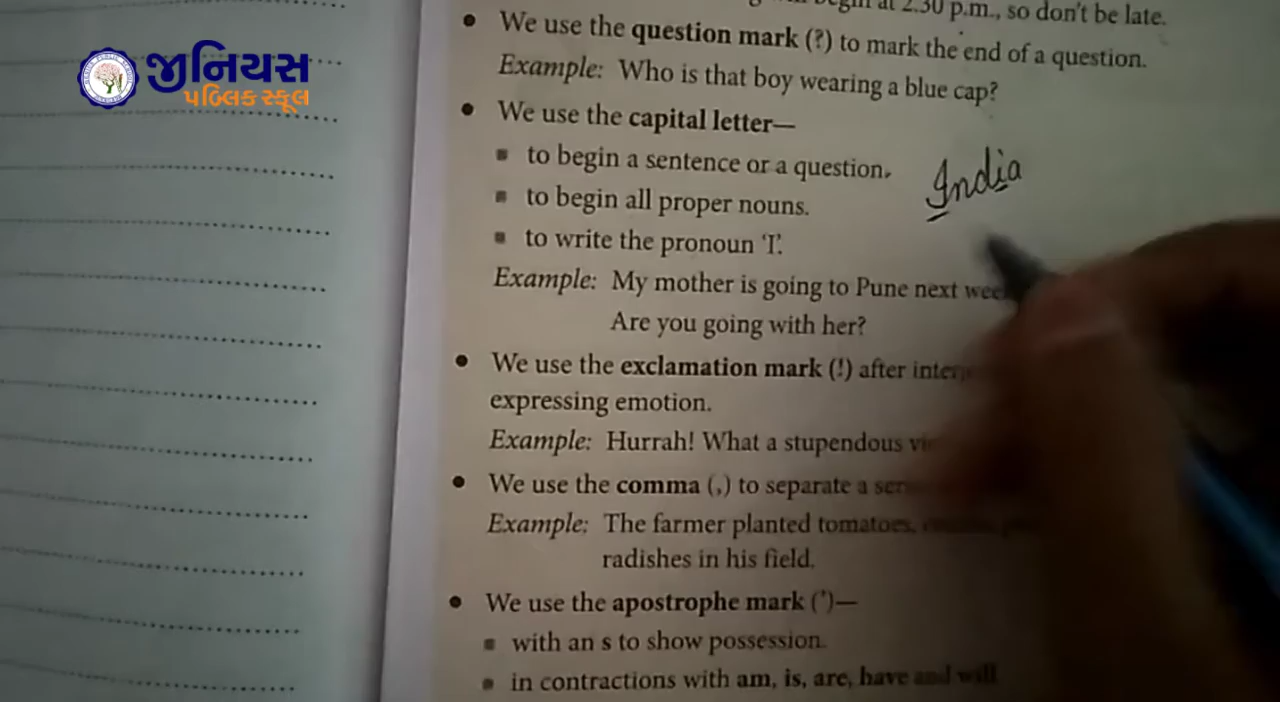 at 2.30 p.m., so don't be late.
• We use the question mark (?) to mark the end of a question.
Example: Who is that boy wearing a blue cap?
• We use the capital letter—
▪ to begin a sentence or a question.
▪ to begin all proper nouns.
▪ to write the pronoun 'I'.
Example: My mother is going to Pune next
Are you going with her?
• We use the exclamation mark (!) after
expressing emotion.
Example: Hurrah! What a stupendous
• We use the comma (,) to separate a
Example: The farmer planted tomatoes,
radishes in his field.
• We use the apostrophe mark (')—
▪ with an s to show possession.
▪ in contractions with am, is, are, have and will
India
જીનિયસ
પબ્લિક સ્કૂલ